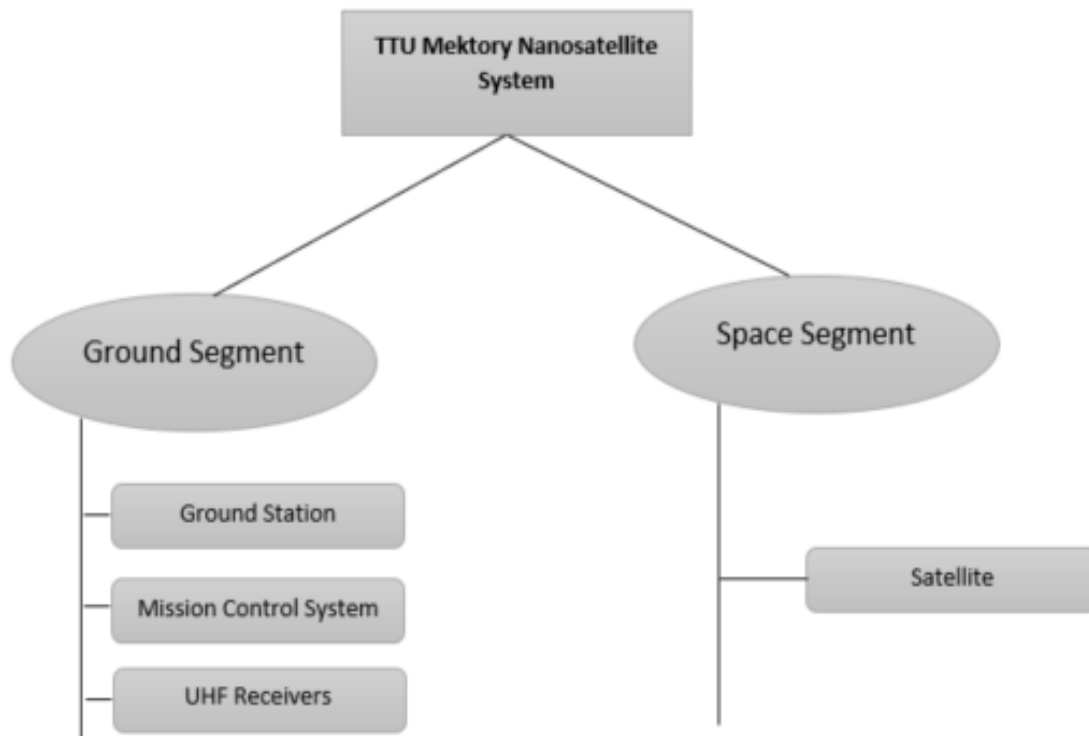 TTU Mektory Nanosatellite
System
Ground Segment
Space Segment
Ground Station
Mission Control System
UHF Receivers
Satellite